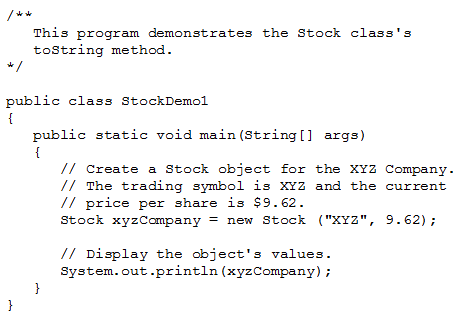 /**
This program demonstrates the Stock class's
toString method.
*/
public class StockDemo1
{
public static void main(String[] args)
{
// Create a Stock object for the XYZ Company.
// The trading symbol is XYZ and the current
// price per share is $9.62.
Stock xyzCompany = new Stock ("XYZ", 9.62);
// Display the object's values.
System.out.println(xyzCompany);
}
}